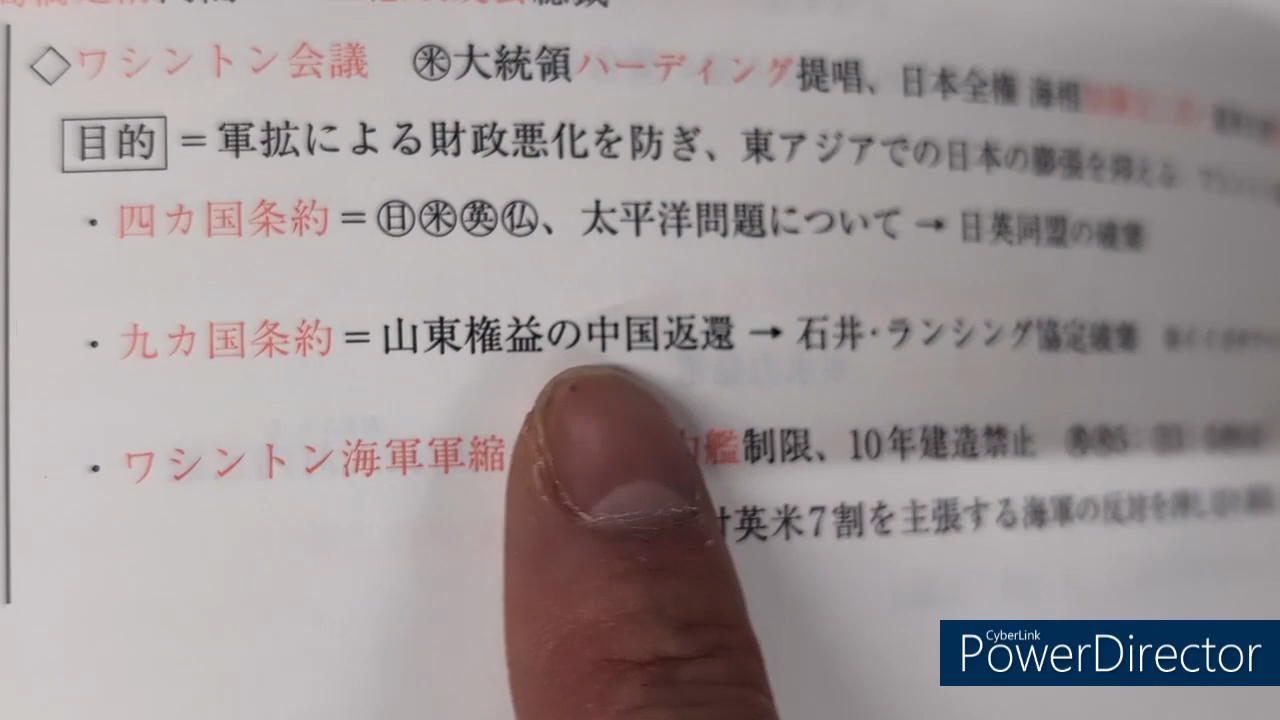 ◇ワシントン会議 ㊍大統領ハーディング提唱、日本全権 海相
目的 = 軍拡による財政悪化を防ぎ、東アジアでの日本の膨張を抑える
・四カ国条約=㊐米英仏、太平洋問題について → 日英同盟の破棄
・九カ国条約=山東権益の中国返還 → 石井・ランシング協定破棄
・ワシントン海軍軍縮 艦制限、10年建造禁止
英米7割を主張する海軍の反対を押し
CyberLink
PowerDirector